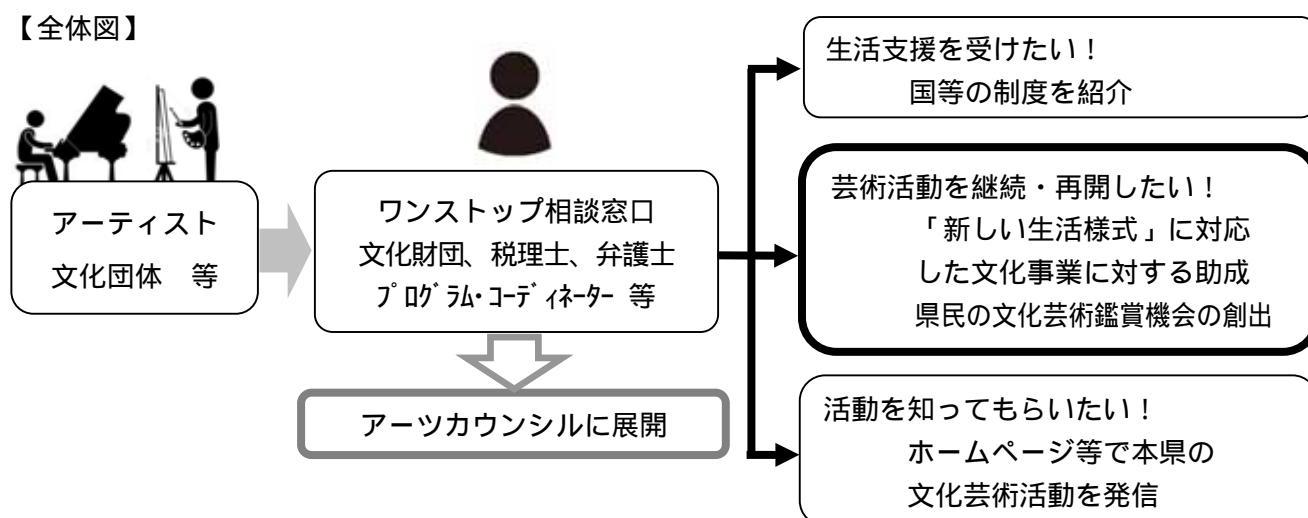 【全体図】
アーティスト
文化団体　等
ワンストップ相談窓口
文化財団、税理士、弁護士
ﾌﾟﾛｸﾞﾗﾑ･ｺｰﾃﾞｨﾈｰﾀｰ 等
アーツカウンシルに展開
生活支援を受けたい！
国等の制度を紹介
芸術活動を継続・再開したい！
「新しい生活様式」に対応
した文化事業に対する助成
県民の文化芸術鑑賞機会の創出
活動を知ってもらいたい！
ホームページ等で本県の
文化芸術活動を発信